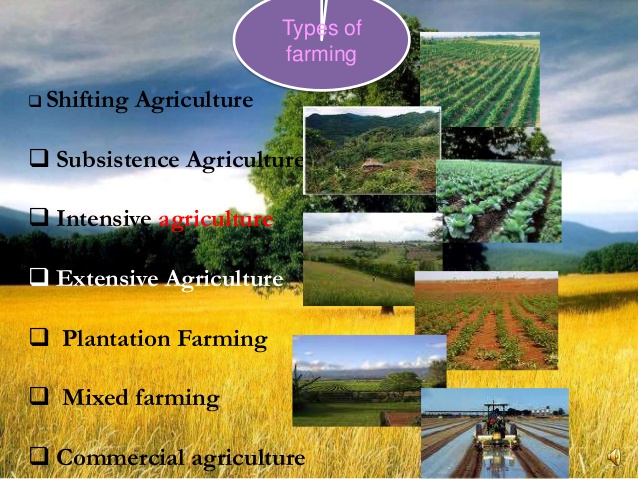 Types of
farming
Shifting Agriculture
Subsistence Agriculture
Intensive agriculture
Extensive Agriculture
Plantation Farming
Mixed farming
Commercial agriculture